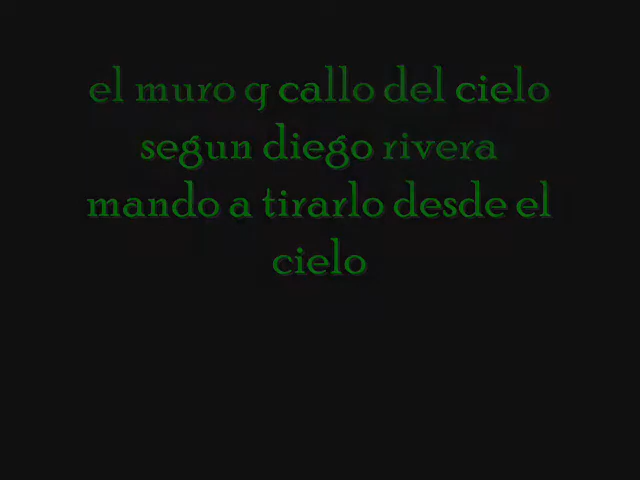 el muro q callo del cielo
segun diego rivera
mando a tirarlo desde el
cielo